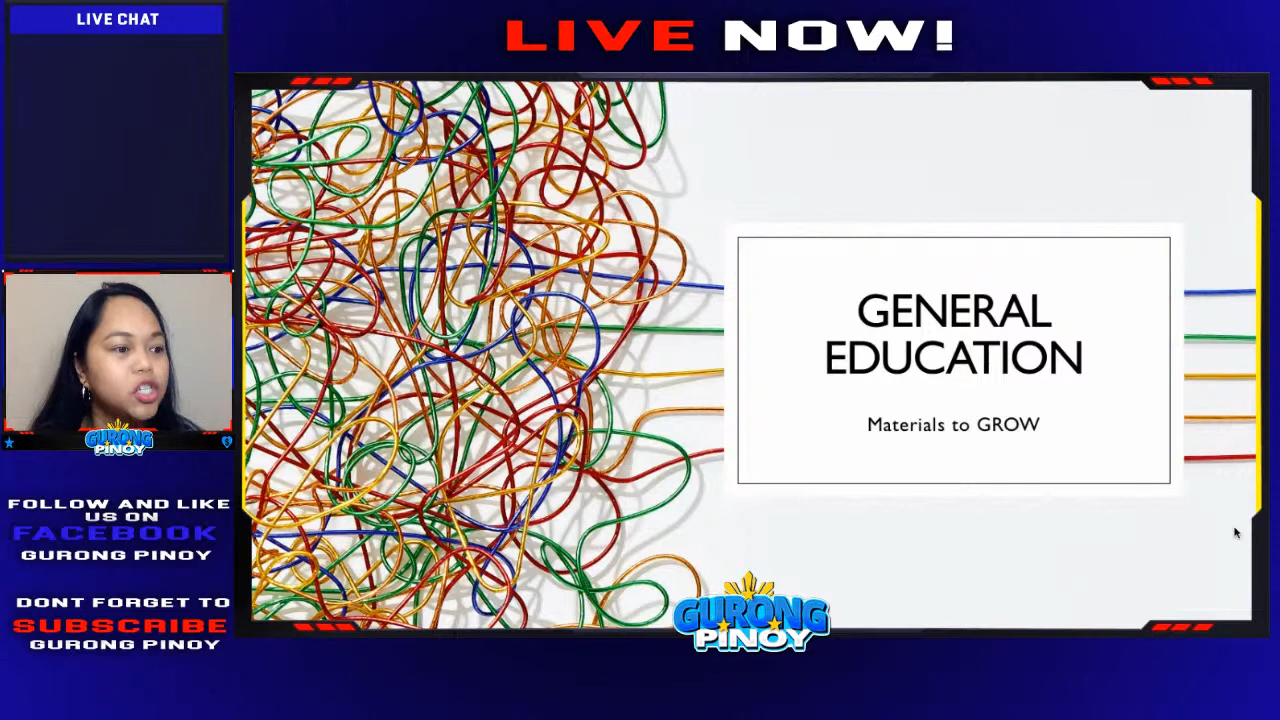 LIVE CHAT
LIVE NOW!
GENERAL
EDUCATION
Materials to GROW
GURONG
PINOY
FOLLOW AND LIKE
US ON
FACEBOOK
GURONG PINOY
DONT FORGET TO
SUBSCRIBE
GURONG PINOY
GURONG
PINOY